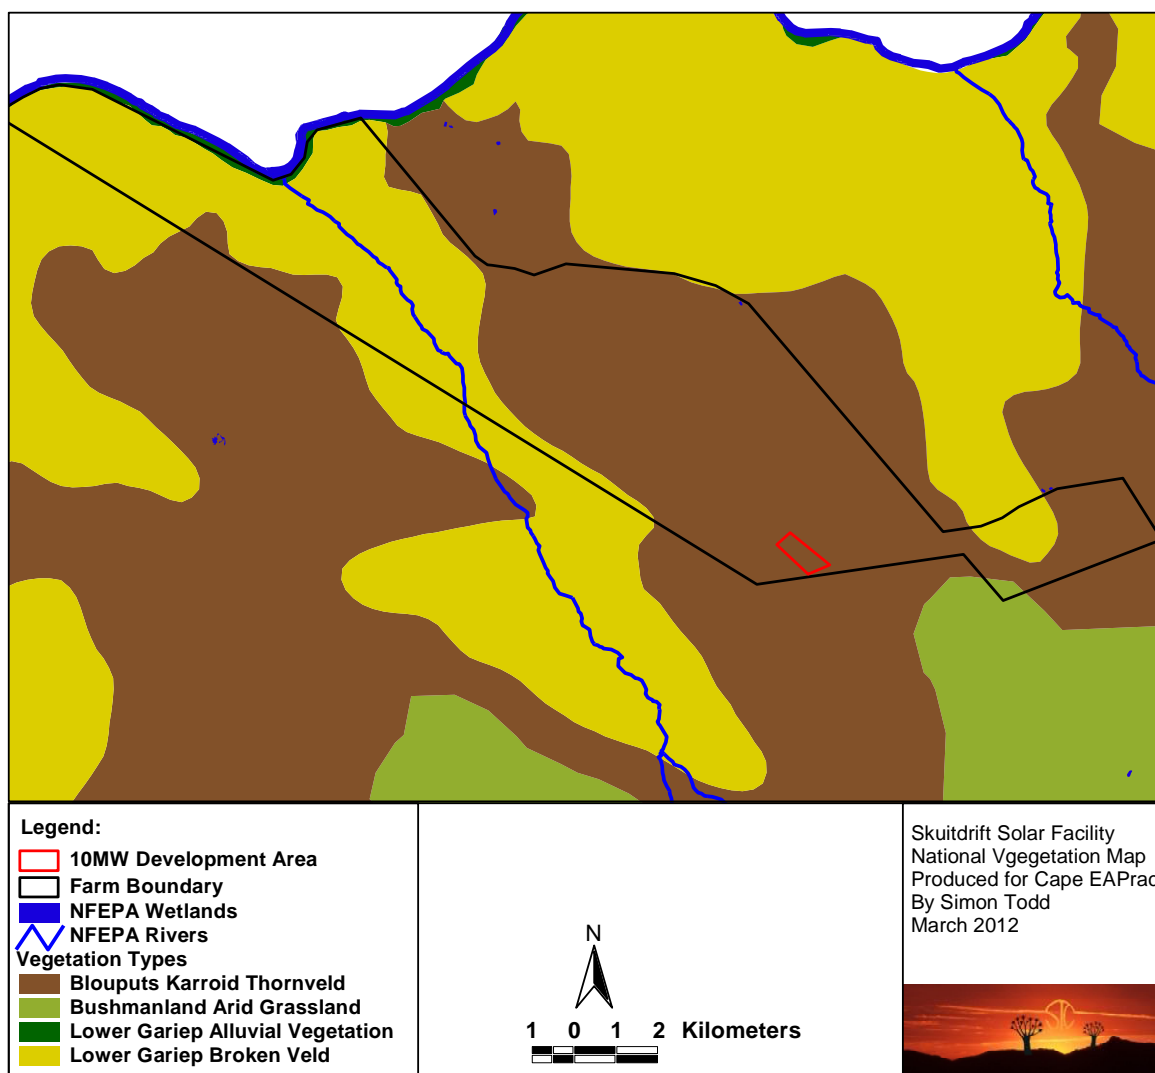 Legend:
10MW Development Area
Farm Boundary
NFEPA Wetlands
NFEPA Rivers
Vegetation Types
Blouputs Karroid Thornveld
Bushmanland Arid Grassland
Lower Gariep Alluvial Vegetation
Lower Gariep Broken Veld
N
1 0 1 2 Kilometers
Skuitdrift Solar Facility
National Vgegetation Map
Produced for Cape EAPrac
By Simon Todd
March 2012